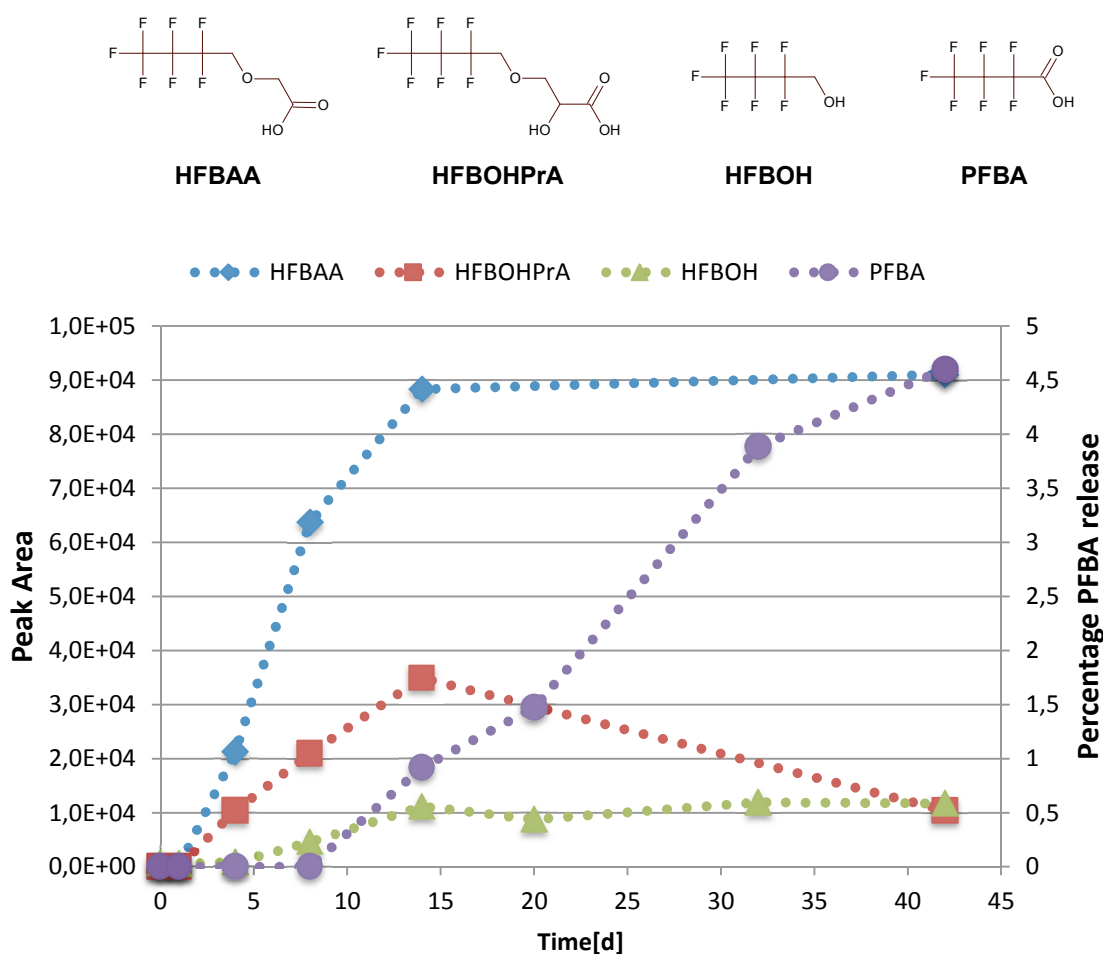 F F F
F
F F F
O
O
HO
F F F
F
F F F
O
O
HO OH
F F F
F
F F F
OH
F F F
F
F F F
O
OH
HFBAA HFBOHPrA HFBOH PFBA
HFBAA HFBOHPrA HFBOH PFBA
1,0E+05 5
9,0E+04 4,5
8,0E+04 4
7,0E+04 3,5
6,0E+04 3
5,0E+04 2,5
4,0E+04 2
3,0E+04 1,5
2,0E+04 1
1,0E+04 0,5
0,0E+00 0
Peak Area
Percentage PFBA release
0 5 10 15 20 25 30 35 40 45
Time[d]